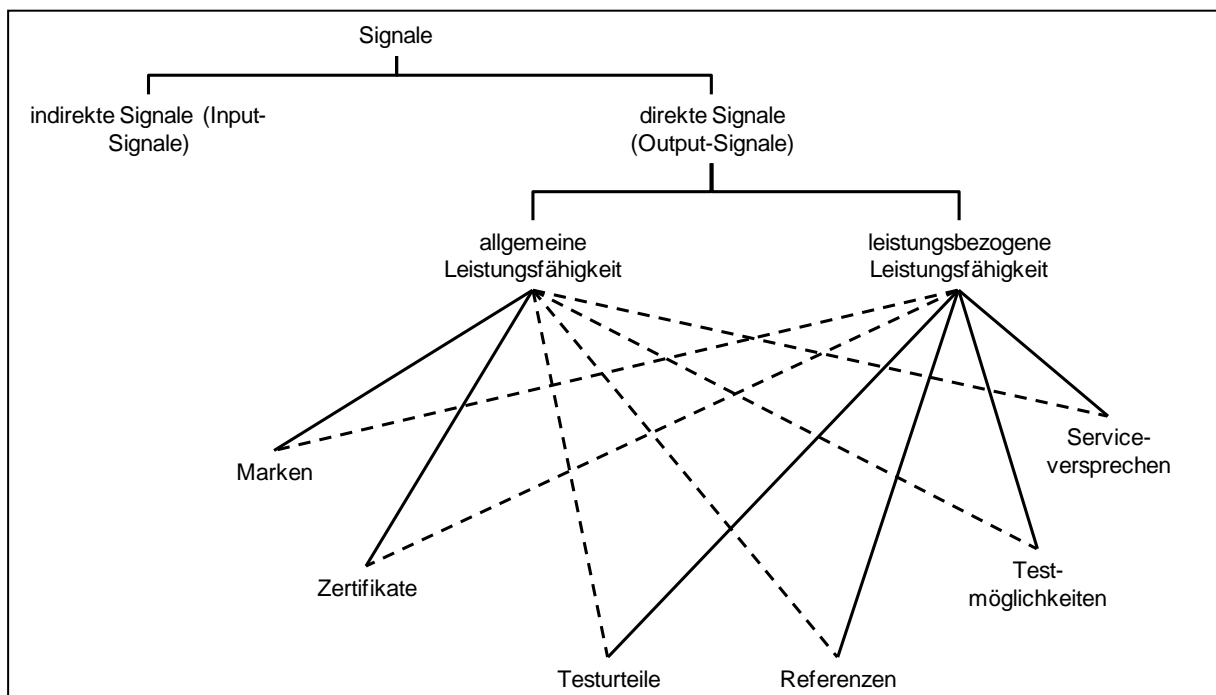 Signale
indirekte Signale (Input-
Signale)
direkte Signale
(Output-Signale)
allgemeine
Leistungsfähigkeit
leistungsbezogene
Leistungsfähigkeit
Marken
Zertifikate
Testurteile
Referenzen
Test-
möglichkeiten
Service-
versprechen